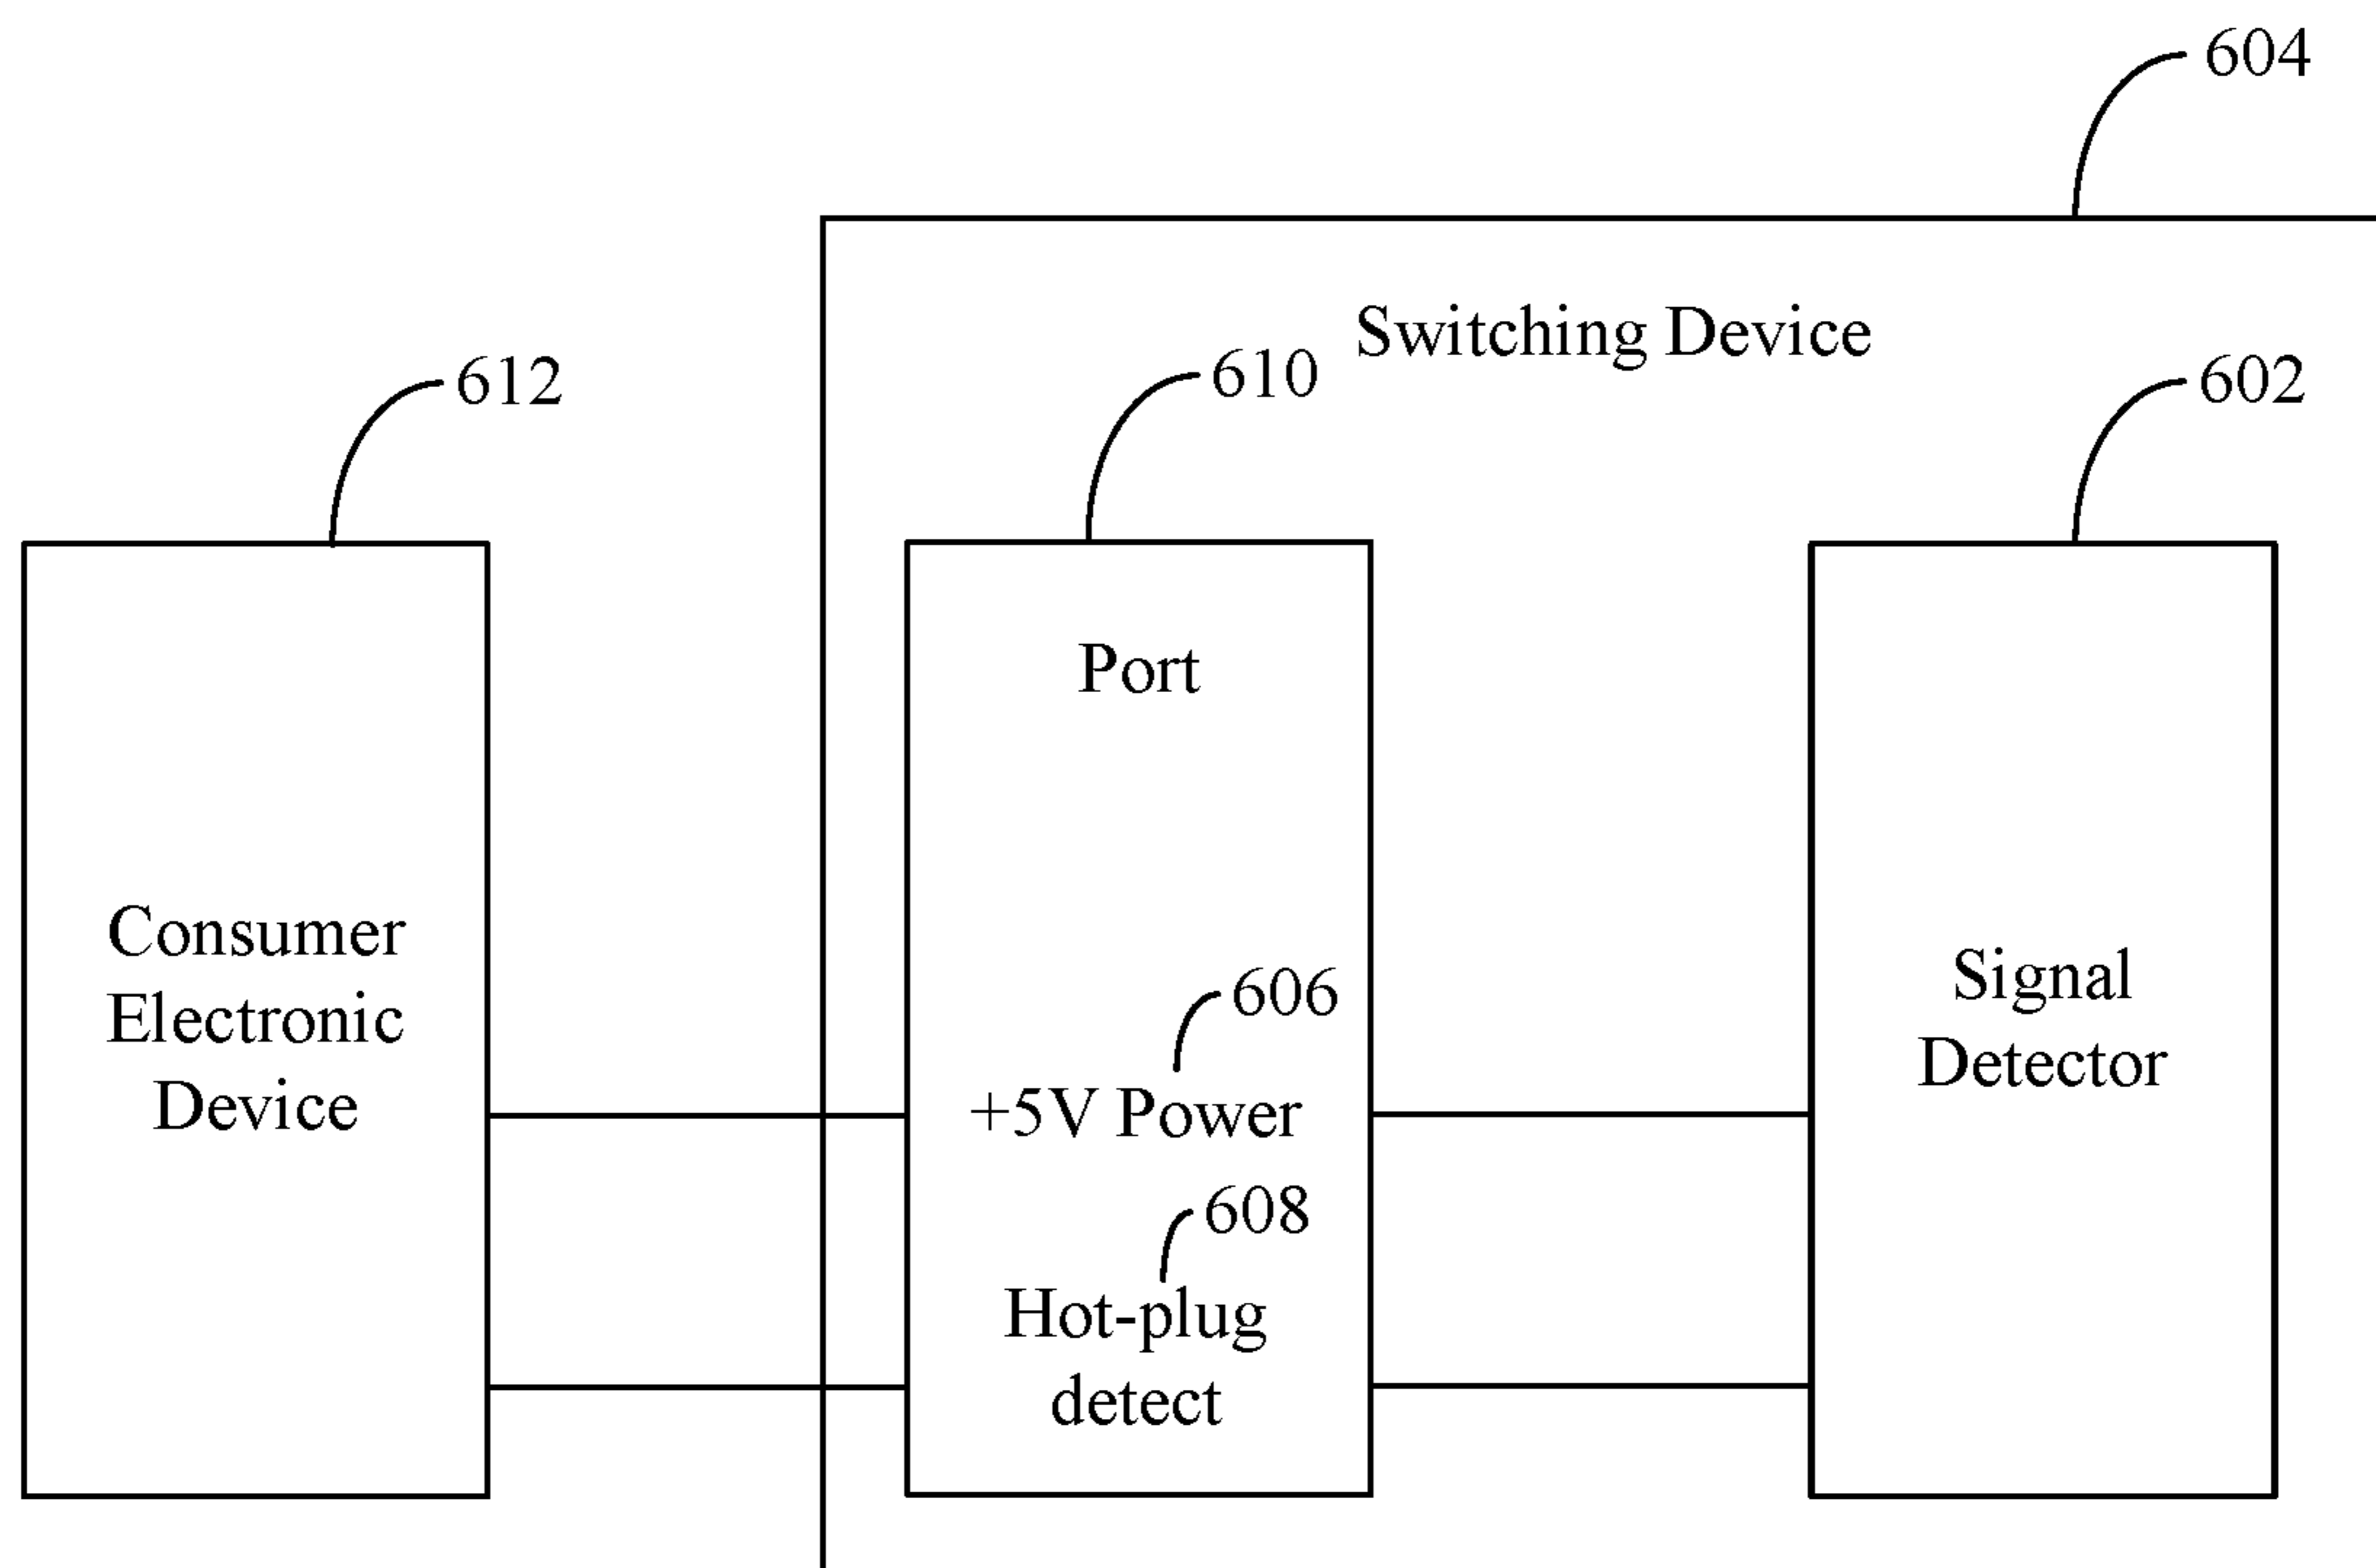 604
Switching Device
612
610
602
Port
Consumer
Electronic
Device
606
+5V Power
608
Hot-plug
detect
Signal
Detector